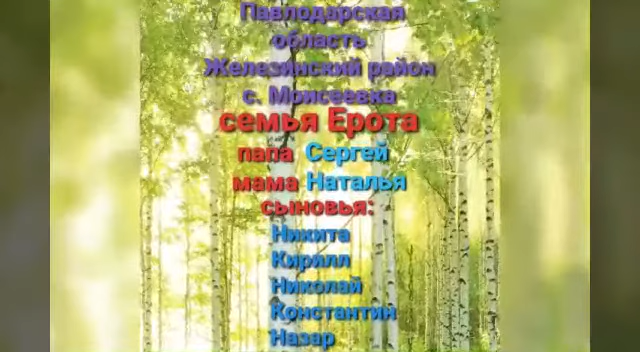 Павлодарская
область
Железинский район
с. Моисеевка
семья Ерота
папа Сергей
мама Наталья
сыновья:
Никита
Кирилл
Николай
Константин
Назар